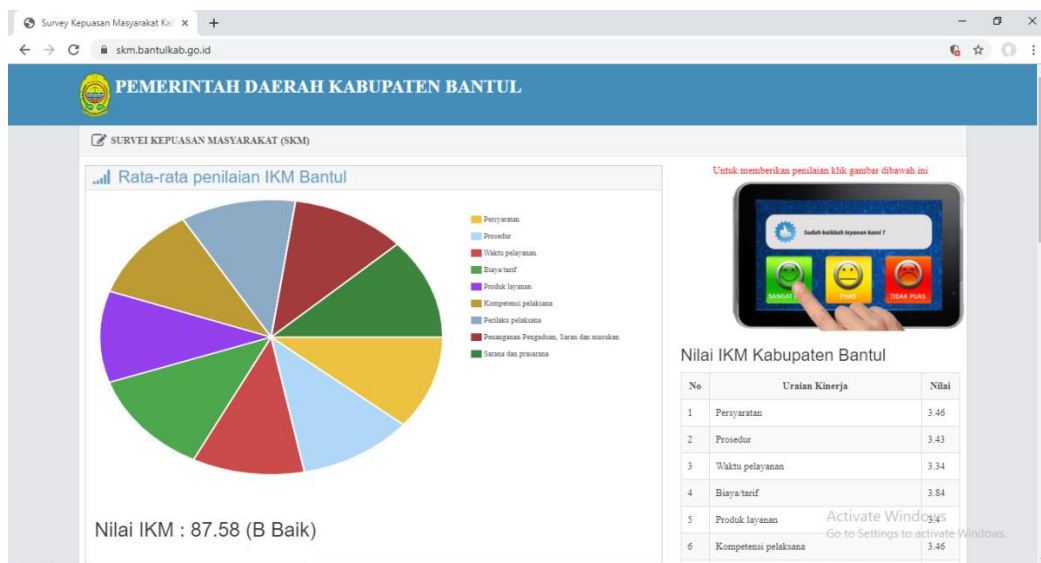 Survey Kepuasan Masyarakat Kab
skm.bantulkab.go.id
PEMERINTAH DAERAH KABUPATEN BANTUL
SURVEI KEPUASAN MASYARAKAT (SKM)
Rata-rata penilaian IKM Bantul
Persyaratan
Prosedur
Waktu pelayanan
Biaya/tarif
Produk layanan
Kompetensi pelaksana
Perilaku pelaksana
Penanganan Pengaduan, Saran dan masukan
Sarana dan prasarana
Nilai IKM : 87.58 (B Baik)
Untuk memberikan penilaian klik gambar dibawah ini
Sudah baikkah layanan kami ?
SANGAT
PUAS
TIDAK PUAS
Nilai IKM Kabupaten Bantul
No Uraian Kinerja Nilai
1 Persyaratan 3.46
2 Prosedur 3.43
3 Waktu pelayanan 3.34
4 Biaya/tarif 3.84
5 Produk layanan 3.4
6 Kompetensi pelaksana 3.46
Activate Windows
Go to Settings to activate Windows.